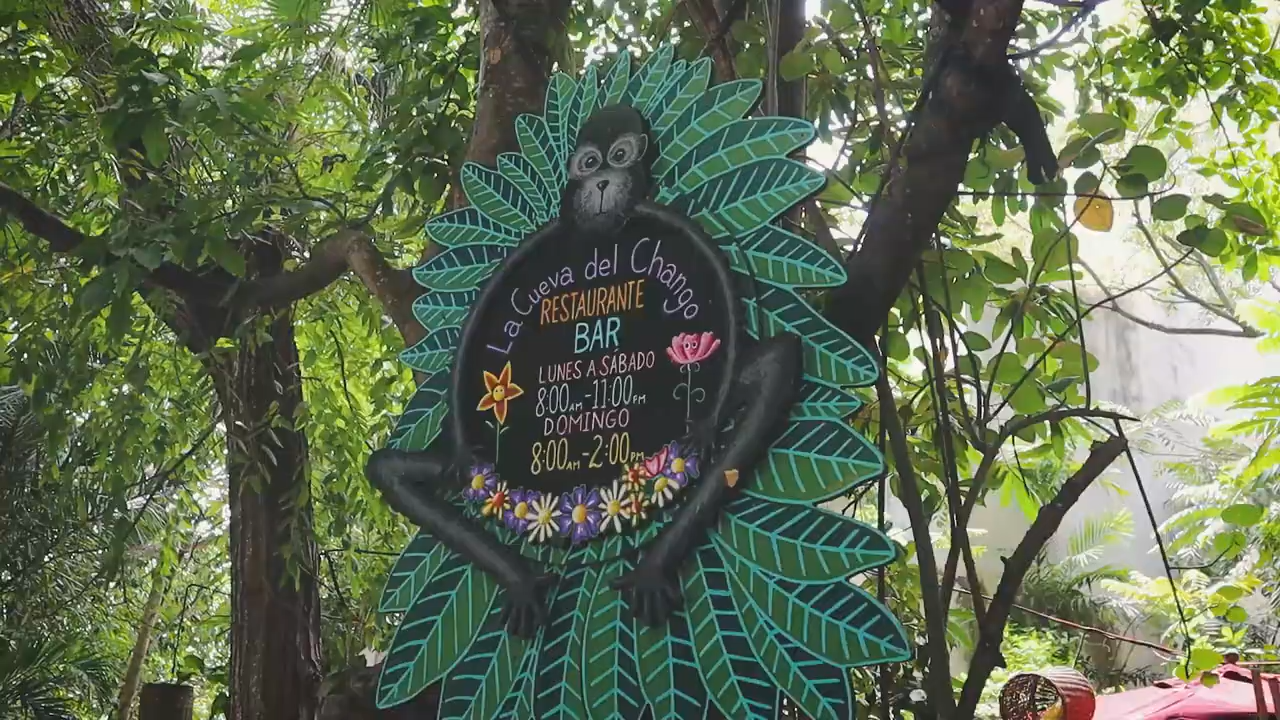 La Cueva del Chango
RESTAURANTE
BAR
LUNES A SÁBADO
8:00AM-11:00PM
DOMINGO
8:00AM-2:00PM